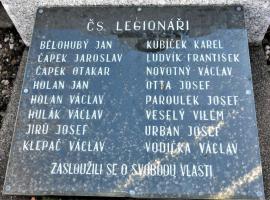 ČS. LEGIONÁŘI
BĚLOHUBÝ JAN
ČAPEK JAROSLAV
ČAPEK OTAKAR
HOLAN JAN
HOLAN VÁCLAV
HULÁK VÁCLAV
JIRŮ JOSEF
KLEPAČ VÁCLAV
KUBÍČEK KAREL
LUDVÍK FRANTIŠEK
NOVOTNÝ VÁCLAV
OTTA JOSEF
PAROULEK JOSEF
VESELÝ VILÉM
URBAN JOSEF
VODIČKA VÁCLAV
ZASLOUŽILI SE O SVOBODU VLASTI